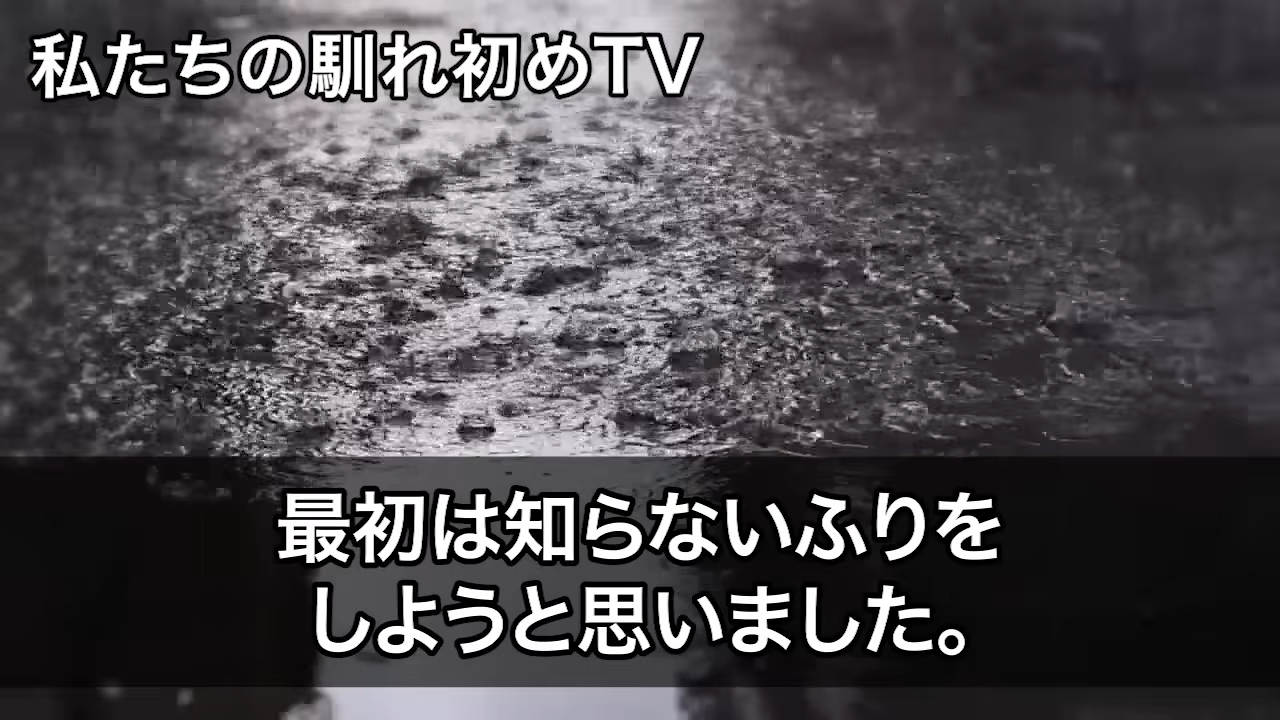 私たちの馴れ初めTV
最初は知らないふりを
しようと思いました。